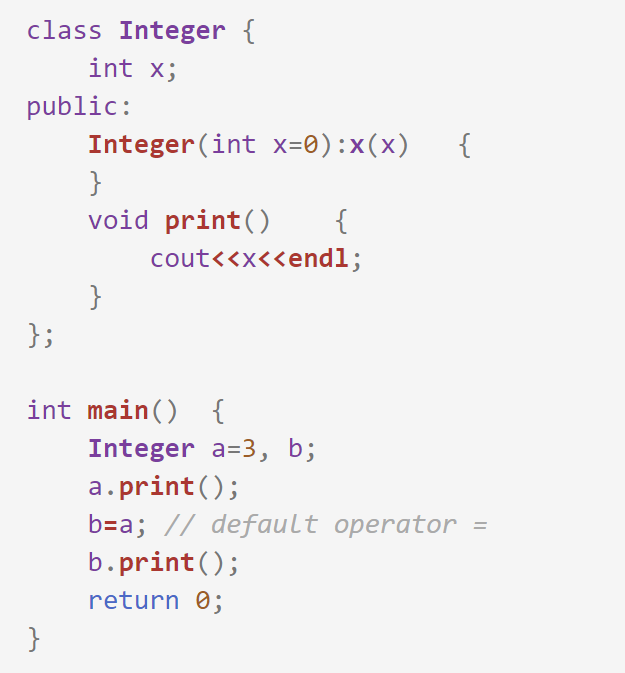 class Integer {
    int x;
public:
    Integer(int x=0):x(x)   {
    }
    void print()    {
        cout<<x<<endl;
    }
};

int main()  {
    Integer a=3, b;
    a.print();
    b=a; // default operator =
    b.print();
    return 0;
}